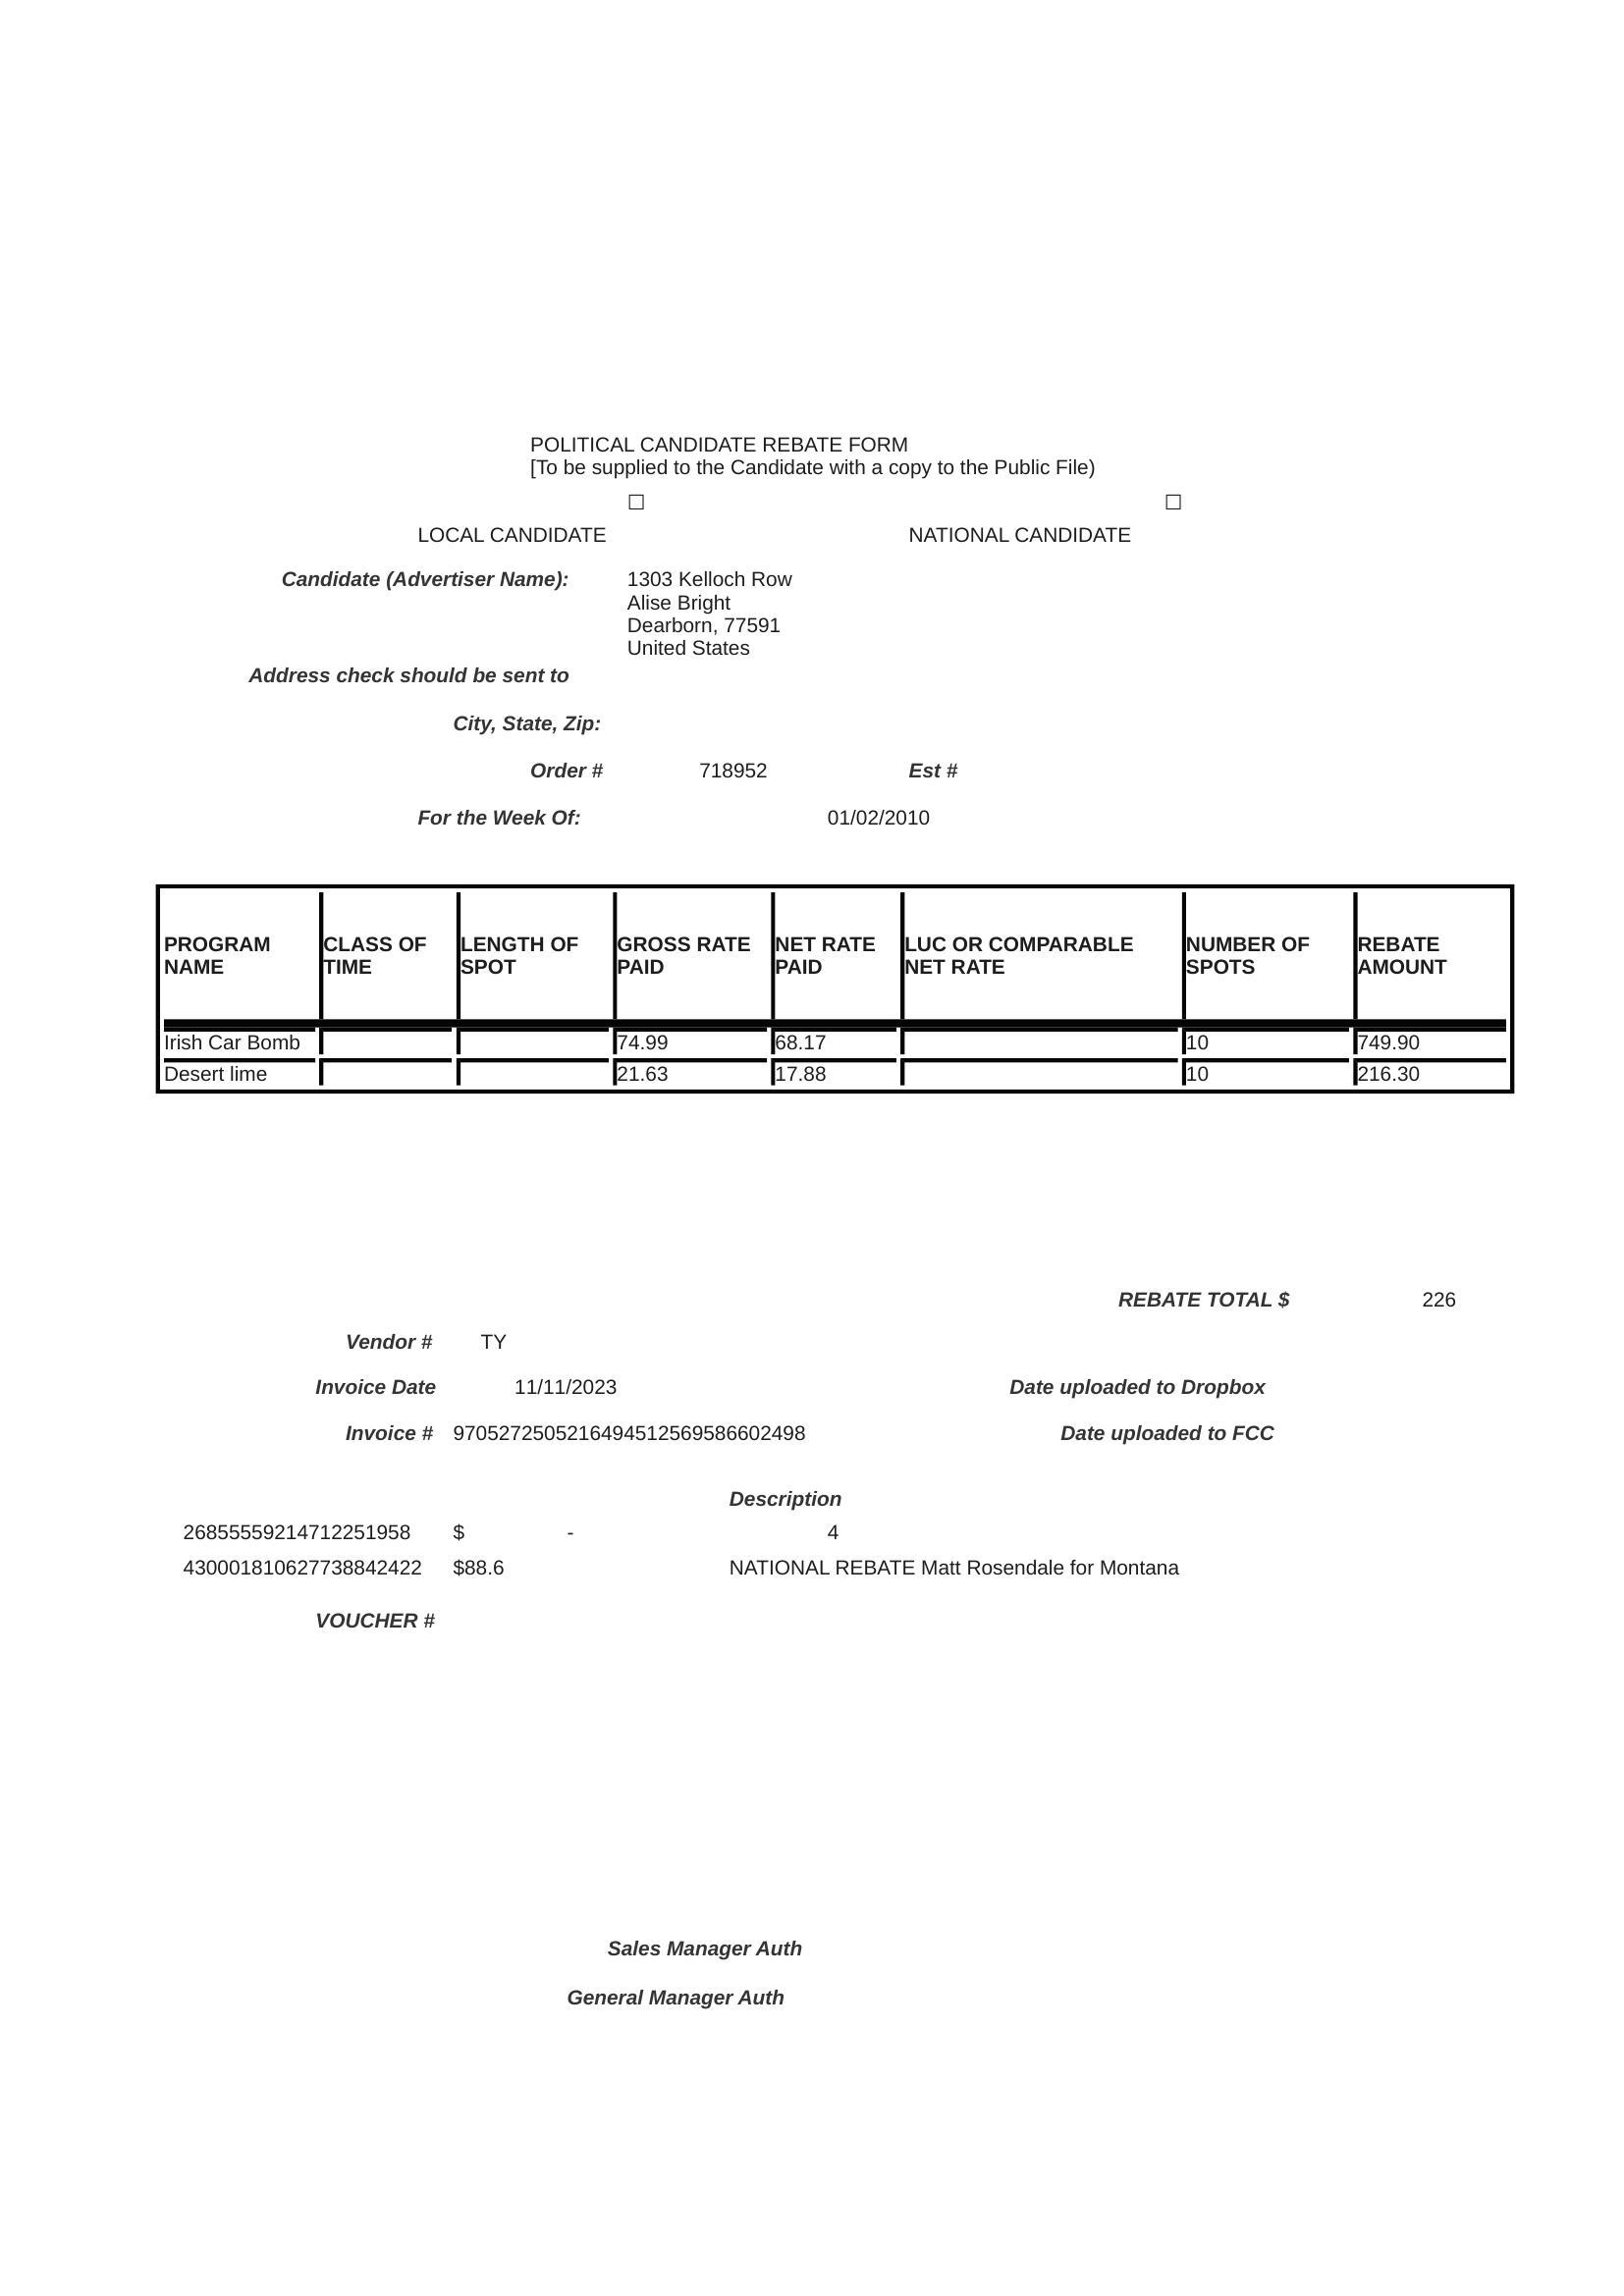 POLITICAL CANDIDATE REBATE FORM
[To be supplied to the Candidate with a copy to the Public File)
☐ ☐
LOCAL CANDIDATE NATIONAL CANDIDATE
Candidate (Advertiser Name): 1303 Kelloch Row
Alise Bright
Dearborn, 77591
United States
Address check should be sent to
City, State, Zip:
Order # 718952 Est #
For the Week Of: 01/02/2010
PROGRAM NAME CLASS OF TIME LENGTH OF SPOT GROSS RATE PAID NET RATE PAID LUC OR COMPARABLE NET RATE NUMBER OF SPOTS REBATE AMOUNT
Irish Car Bomb 74.99 68.17 10 749.90
Desert lime 21.63 17.88 10 216.30
REBATE TOTAL $ 226
Vendor # TY
Invoice Date 11/11/2023 Date uploaded to Dropbox
Invoice # 9705272505216494512569586602498 Date uploaded to FCC
Description
26855559214712251958 $ - 4
430001810627738842422 $88.6 NATIONAL REBATE Matt Rosendale for Montana
VOUCHER #
Sales Manager Auth
General Manager Auth